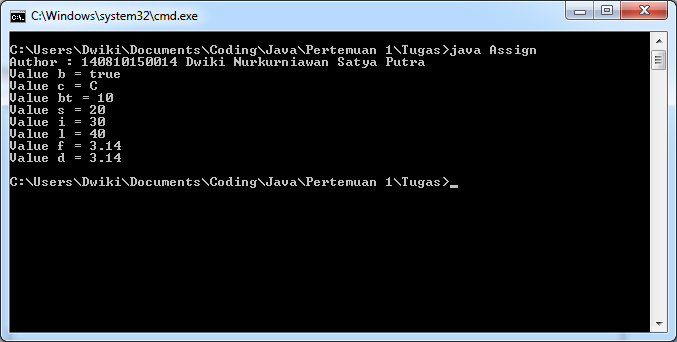 C:\Windows\system32\cmd.exe
C:\Users\Dwiki\Documents\Coding\Java\Pertemuan 1\Tugas>java Assign
Author : 140810150014 Dwiki Nurkurniawan Satya Putra
Value b = true
Value c = C
Value bt = 10
Value s = 20
Value i = 30
Value l = 40
Value f = 3.14
Value d = 3.14
C:\Users\Dwiki\Documents\Coding\Java\Pertemuan 1\Tugas>_